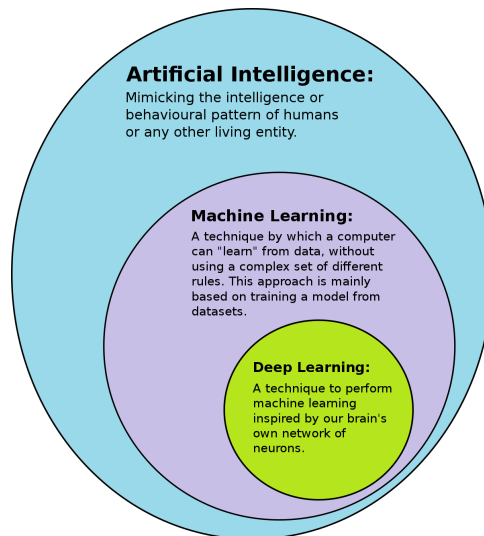 Artificial Intelligence:
Mimicking the intelligence or
behavioural pattern of humans
or any other living entity.
Machine Learning:
A technique by which a computer
can "learn" from data, without
using a complex set of different
rules. This approach is mainly
based on training a model from
datasets.
Deep Learning:
A technique to perform
machine learning
inspired by our brain's
own network of
neurons.